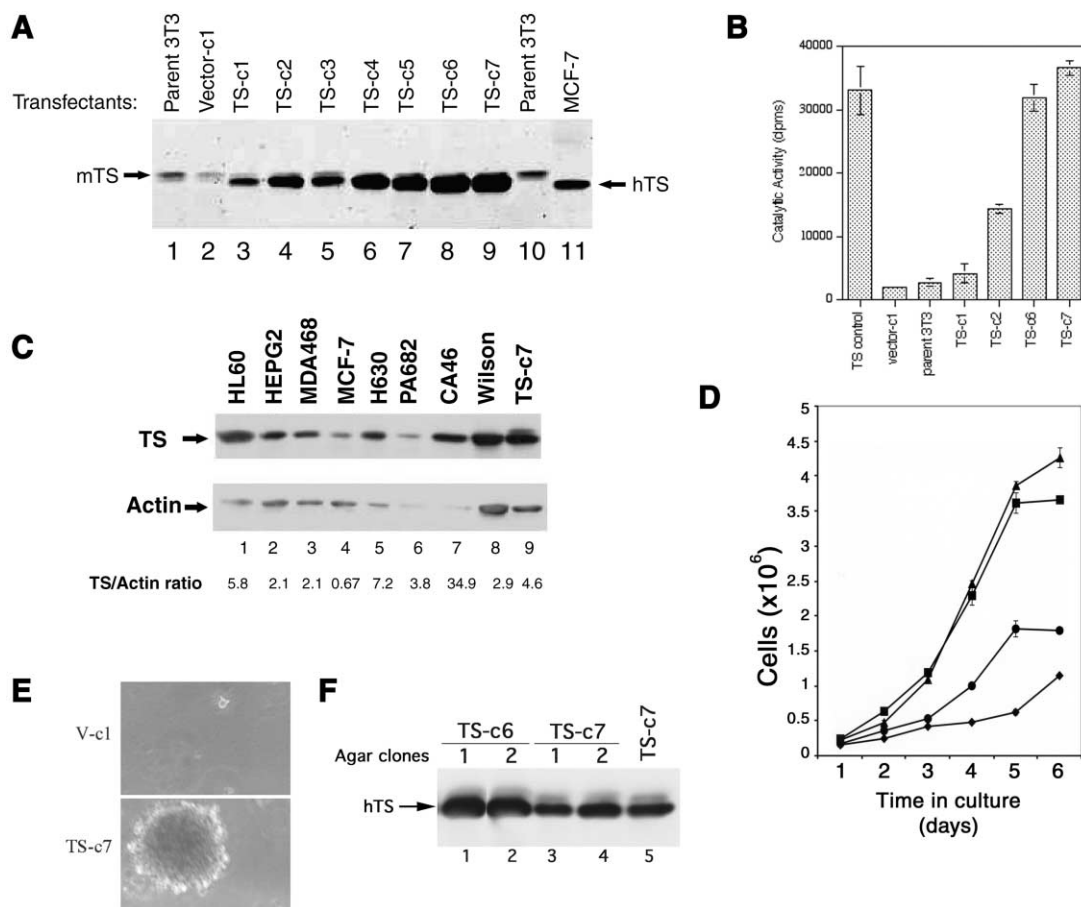 A
Transfectants:
Parent 3T3
Vector-c1
TS-c1
TS-c2
TS-c3
TS-c4
TS-c5
TS-c6
TS-c7
Parent 3T3
MCF-7
mTS
hTS
1 2 3 4 5 6 7 8 9 10 11
B
Catalytic Activity (dpms)
40000
30000
20000
10000
0
TS control
vector-c1
parent 3T3
TS-c1
TS-c2
TS-c6
TS-c7
C
HL60
HEPG2
MDA468
MCF-7
H630
PA682
CA46
Wilson
TS-c7
TS
Actin
1 2 3 4 5 6 7 8 9
TS/Actin ratio 5.8 2.1 2.1 0.67 7.2 3.8 34.9 2.9 4.6
D
Cells (x10⁶)
4.5
4
3.5
3
2.5
2
1.5
1
0.5
0
1 2 3 4 5 6
Time in culture
(days)
E
V-c1
TS-c7
F
TS-c6 TS-c7 TS-c7
Agar clones 1 2 1 2
hTS
1 2 3 4 5